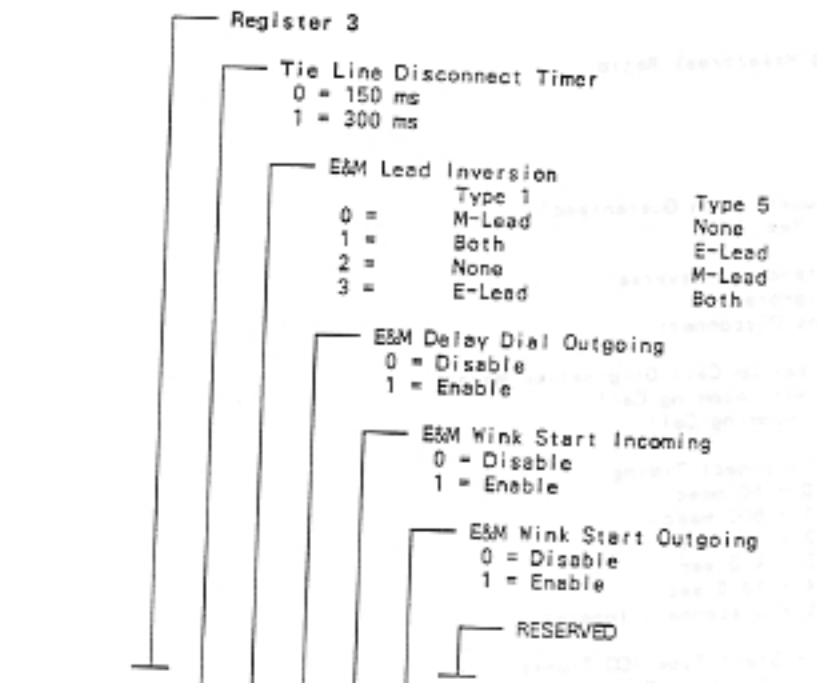 Register 3
Tie Line Disconnect Timer
0 = 150 ms
1 = 300 ms
E&M Lead Inversion
Type 1 Type 5
0 = M-Lead None
1 = Both E-Lead
2 = None M-Lead
3 = E-Lead Both
E&M Delay Dial Outgoing
0 = Disable
1 = Enable
E&M Wink Start Incoming
0 = Disable
1 = Enable
E&M Wink Start Outgoing
0 = Disable
1 = Enable
RESERVED